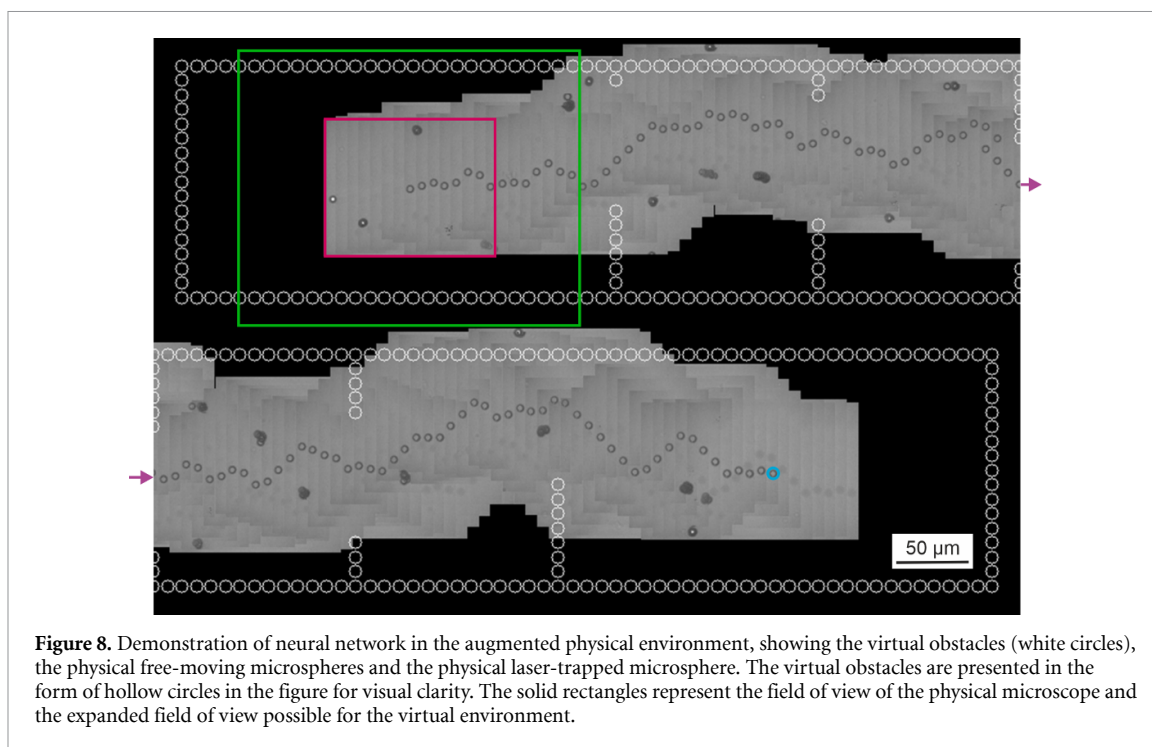 50 µm
Figure 8. Demonstration of neural network in the augmented physical environment, showing the virtual obstacles (white circles),
the physical free-moving microspheres and the physical laser-trapped microsphere. The virtual obstacles are presented in the
form of hollow circles in the figure for visual clarity. The solid rectangles represent the field of view of the physical microscope and
the expanded field of view possible for the virtual environment.